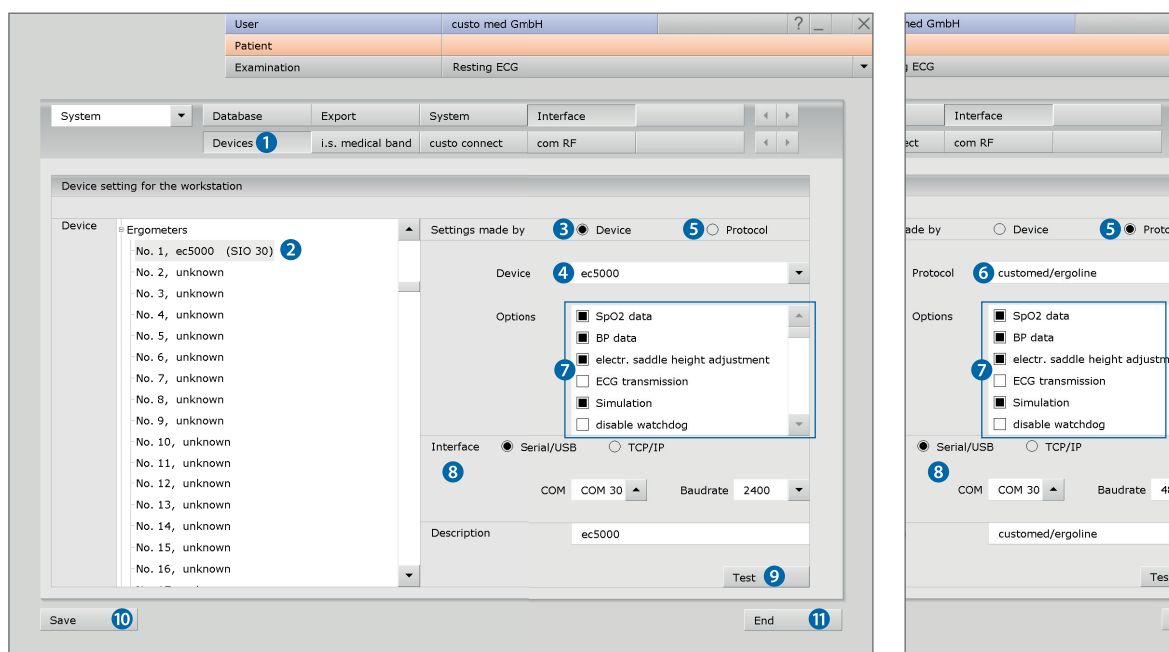 User custo med GmbH ? _ X
Patient
Examination Resting ECG
System Database Export System Interface
Devices 1 i.s. medical band custo connect com RF
Device setting for the workstation
Device Ergometers Settings made by 3 Device 5 Protocol
No. 1, ec5000 (SIO 30) 2
No. 2, unknown Device 4 ec5000
No. 3, unknown
No. 4, unknown Options SpO2 data
No. 5, unknown BP data
No. 6, unknown electr. saddle height adjustment
7
No. 7, unknown ECG transmission
No. 8, unknown Simulation
No. 9, unknown disable watchdog
No. 10, unknown Interface Serial/USB TCP/IP
No. 11, unknown 8
No. 12, unknown COM COM 30 Baudrate 2400
No. 13, unknown
No. 14, unknown Description ec5000
No. 15, unknown
No. 16, unknown Test 9
Save 10 End 11
ned GmbH
ECG
Interface
ect com RF
ade by Device 5 Proto
Protocol 6 customed/ergoline
Options SpO2 data
BP data
electr. saddle height adjustm
7
ECG transmission
Simulation
disable watchdog
Serial/USB TCP/IP
8
COM COM 30 Baudrate 48
customed/ergoline
Tes